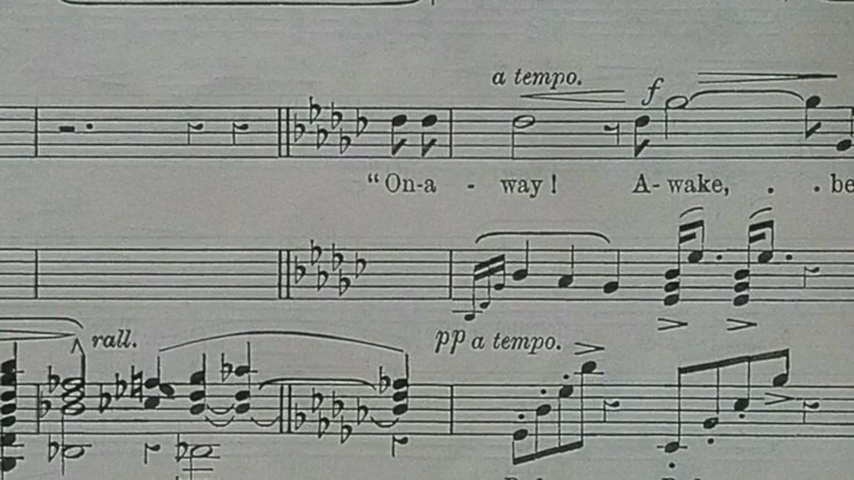 a tempo.
f
“On-a - way! A-wake, . . be
rall.
pp a tempo.